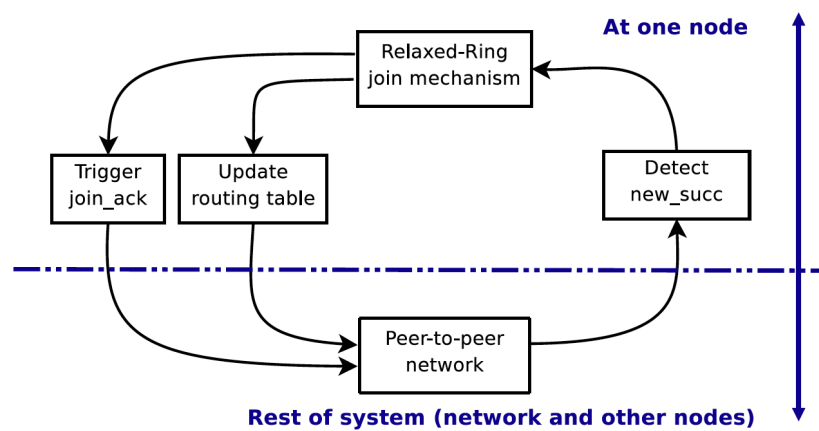 At one node
Relaxed-Ring
join mechanism
Trigger
join_ack
Update
routing table
Detect
new_succ
Peer-to-peer
network
Rest of system (network and other nodes)